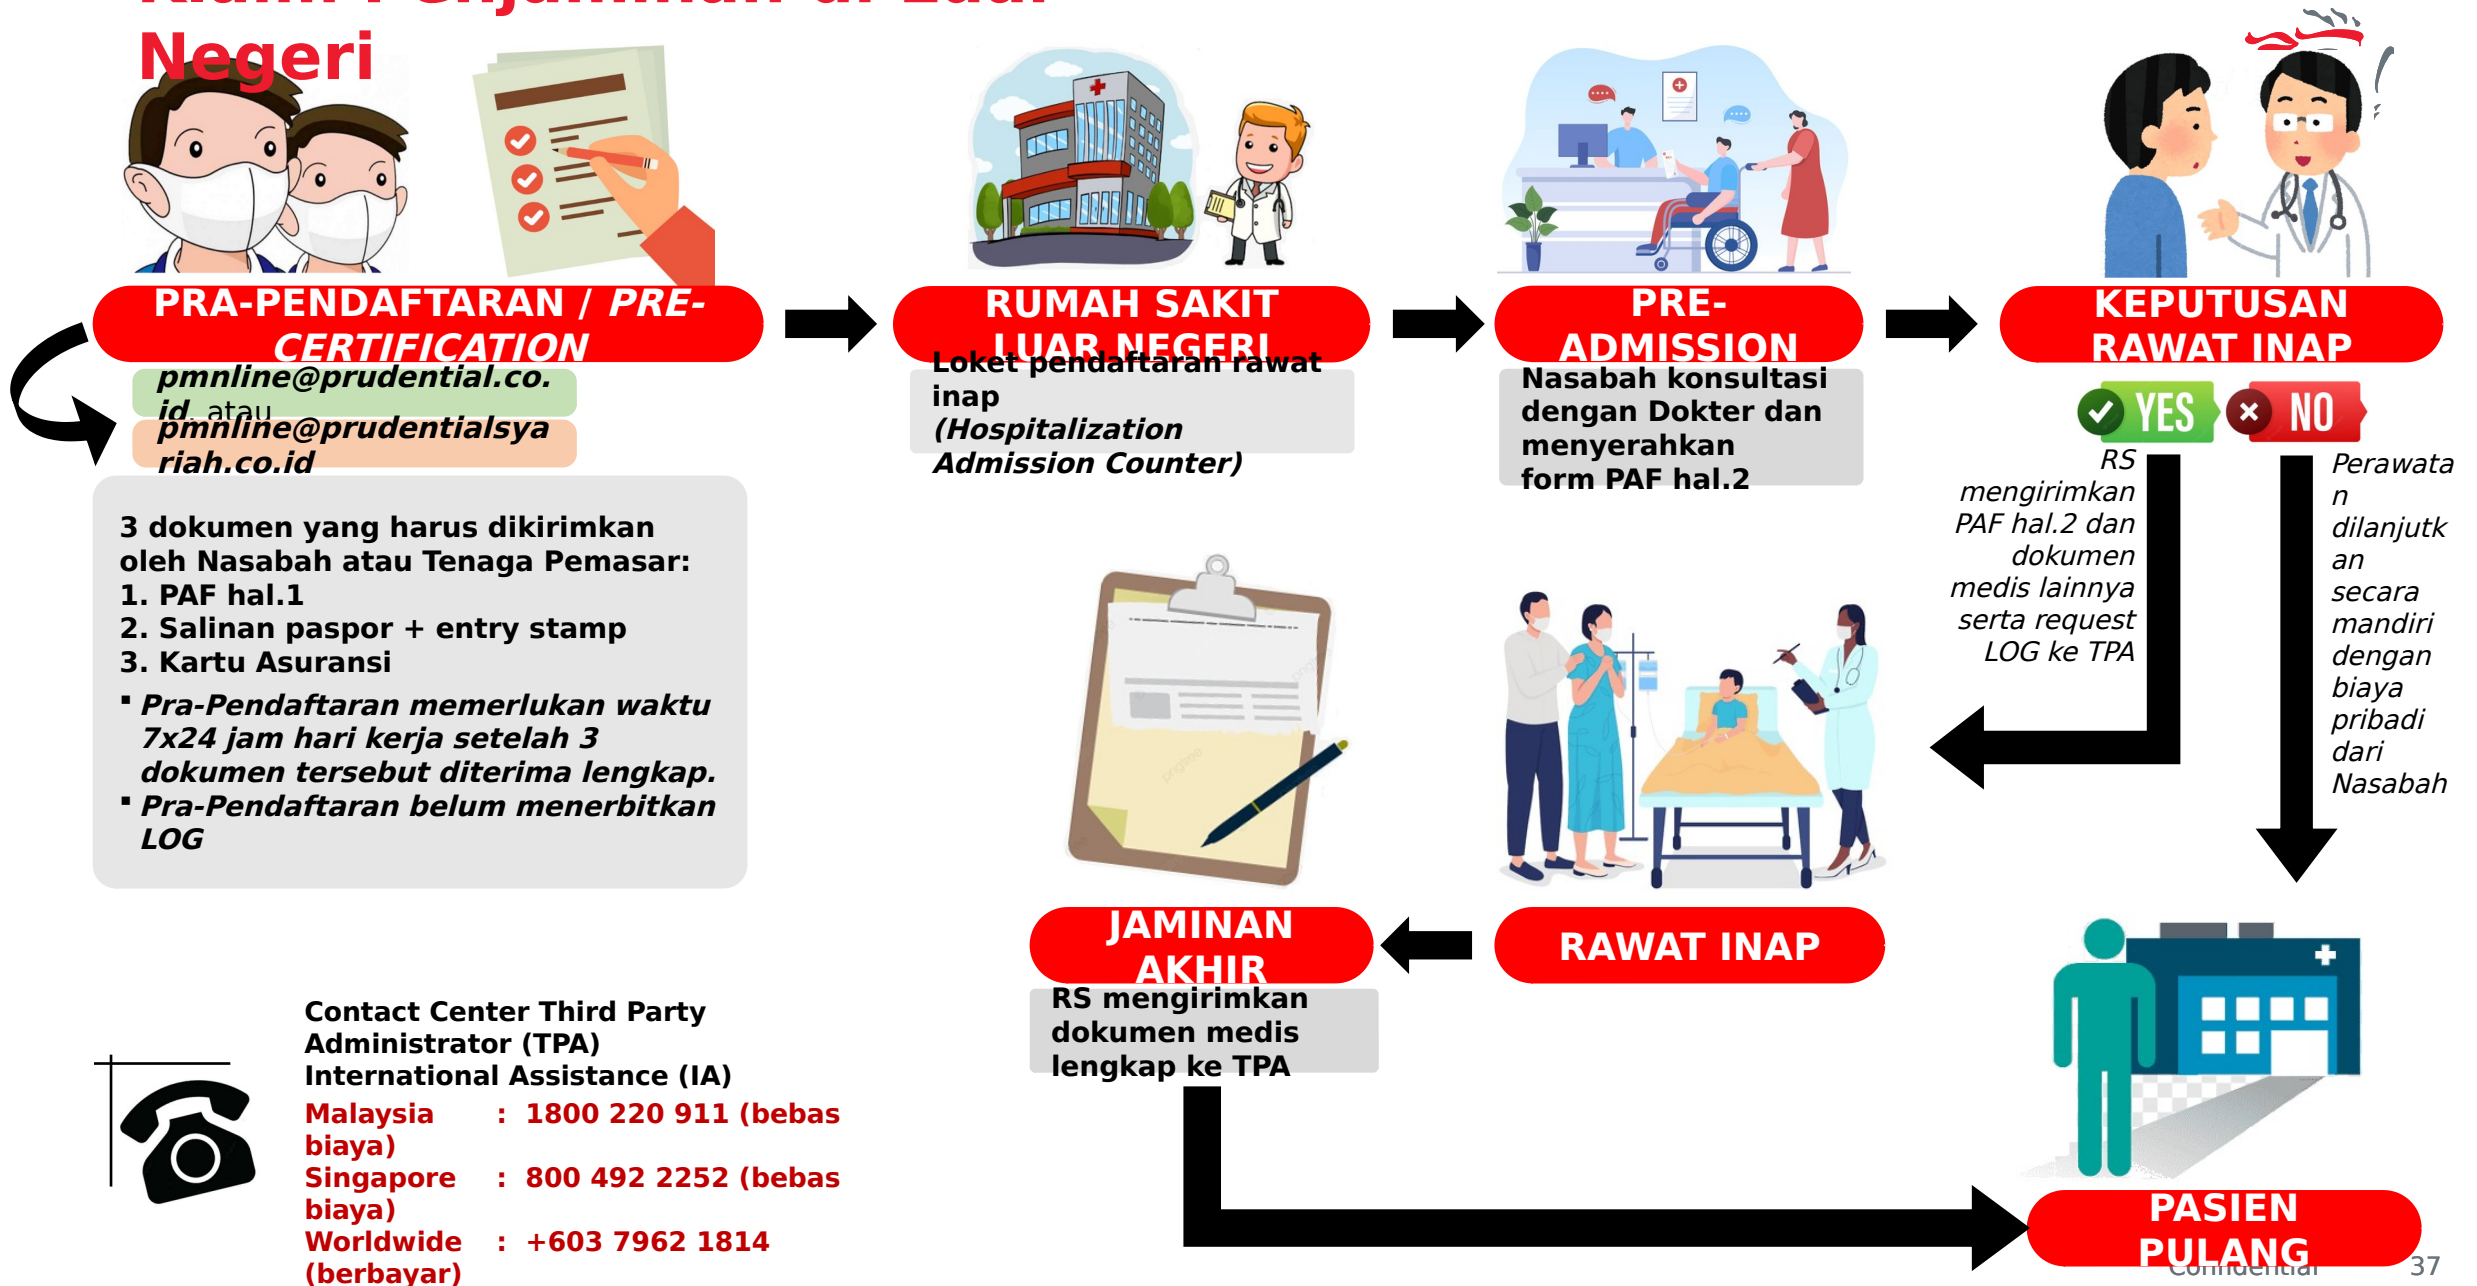 Klaim Penjaminan di Luar
Negeri
PRA-PENDAFTARAN / PRE-
CERTIFICATION
pmnline@prudential.co.
id atau
pmnline@prudentialsya
riah.co.id
3 dokumen yang harus dikirimkan
oleh Nasabah atau Tenaga Pemasar:
1. PAF hal.1
2. Salinan paspor + entry stamp
3. Kartu Asuransi
▪ Pra-Pendaftaran memerlukan waktu
7x24 jam hari kerja setelah 3
dokumen tersebut diterima lengkap.
▪ Pra-Pendaftaran belum menerbitkan
LOG
RUMAH SAKIT
LUAR NEGERI
Loket pendaftaran rawat
inap
(Hospitalization
Admission Counter)
PRE-
ADMISSION
Nasabah konsultasi
dengan Dokter dan
menyerahkan
form PAF hal.2
KEPUTUSAN
RAWAT INAP
YES
NO
RS
mengirimkan
PAF hal.2 dan
dokumen
medis lainnya
serta request
LOG ke TPA
Perawata
n
dilanjutk
an
secara
mandiri
dengan
biaya
pribadi
dari
Nasabah
RAWAT INAP
JAMINAN
AKHIR
RS mengirimkan
dokumen medis
lengkap ke TPA
PASIEN
PULANG
Contact Center Third Party
Administrator (TPA)
International Assistance (IA)
Malaysia : 1800 220 911 (bebas
biaya)
Singapore : 800 492 2252 (bebas
biaya)
Worldwide : +603 7962 1814
(berbayar)
Confidential
37